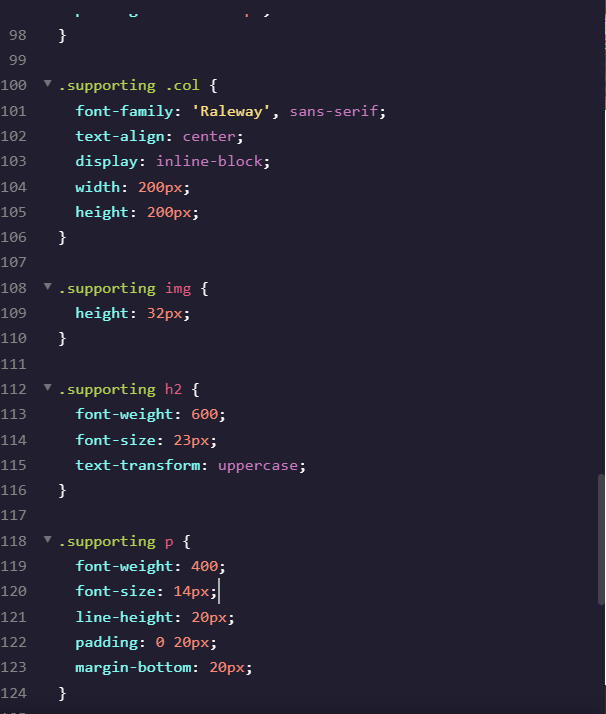 98 }
99
100 .supporting .col {
101 font-family: 'Raleway', sans-serif;
102 text-align: center;
103 display: inline-block;
104 width: 200px;
105 height: 200px;
106 }
107
108 .supporting img {
109 height: 32px;
110 }
111
112 .supporting h2 {
113 font-weight: 600;
114 font-size: 23px;
115 text-transform: uppercase;
116 }
117
118 .supporting p {
119 font-weight: 400;
120 font-size: 14px;
121 line-height: 20px;
122 padding: 0 20px;
123 margin-bottom: 20px;
124 }